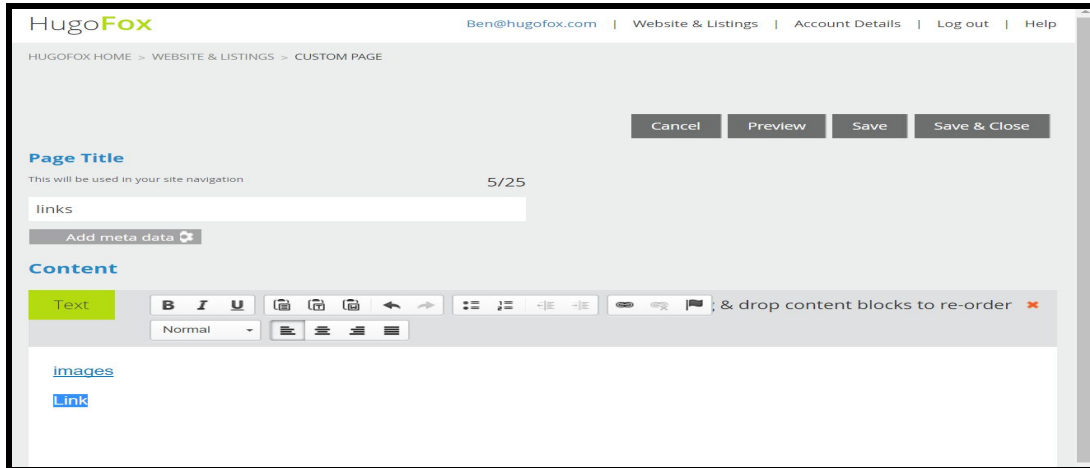 HugoFox
Ben@hugofox.com | Website & Listings | Account Details | Log out | Help
HUGOFOX HOME > WEBSITE & LISTINGS > CUSTOM PAGE
Cancel Preview Save Save & Close
Page Title
This will be used in your site navigation 5/25
links
Add meta data
Content
Text B I U ; & drop content blocks to re-order
Normal
images
Link